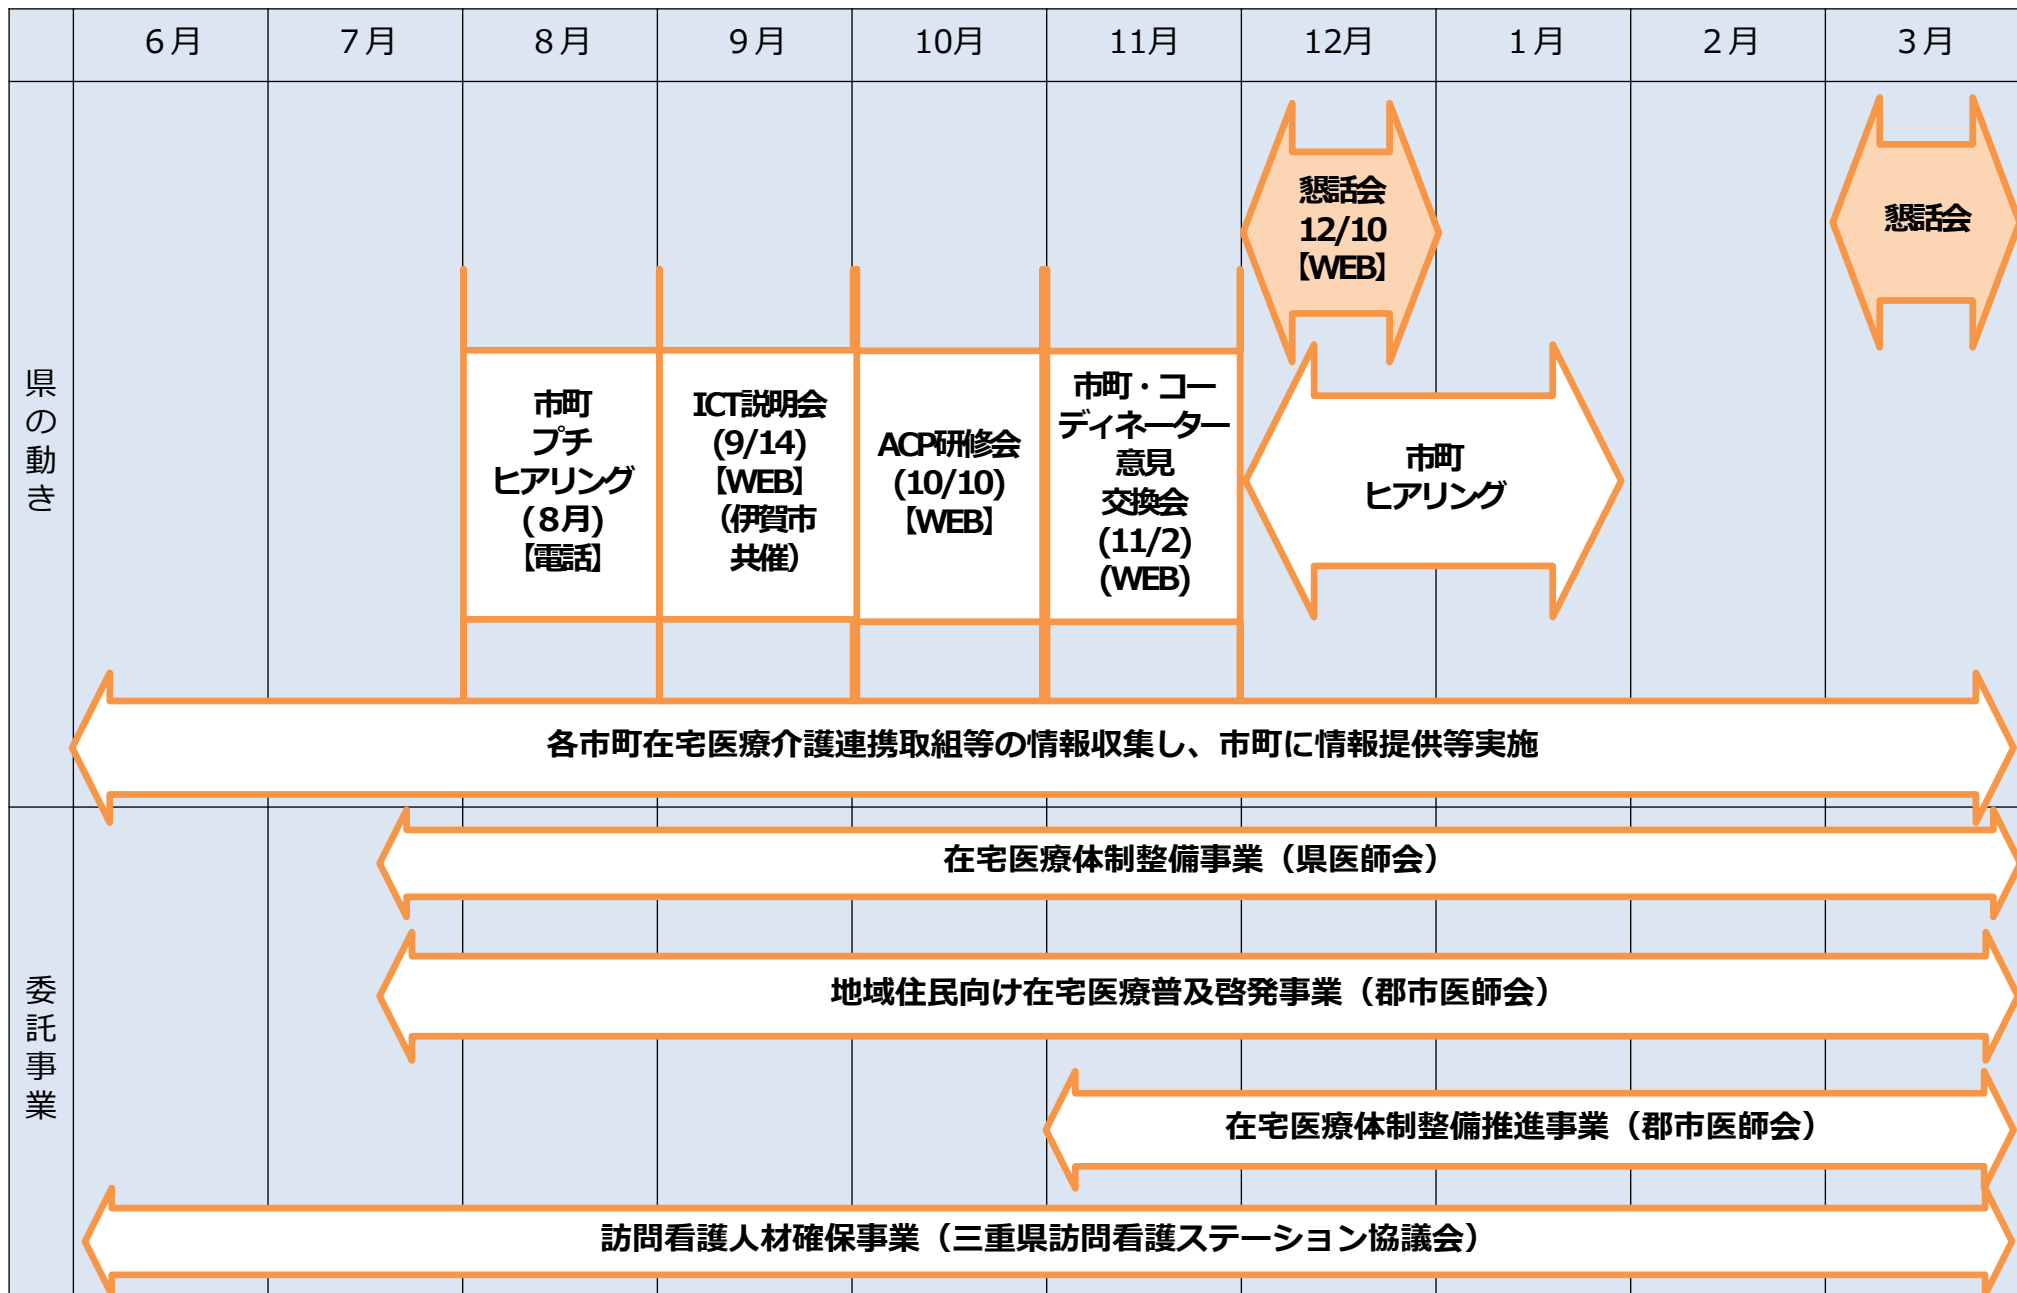 6月 7月 8月 9月 10月 11月 12月 1月 2月 3月
県の動き
懇話会
12/10
【WEB】
懇話会
市町
プチ
ヒアリング
(8月)
【電話】
ICT説明会
(9/14)
【WEB】
（伊賀市
共催）
ACP研修会
(10/10)
【WEB】
市町・コー
ディネーター
意見
交換会
(11/2)
(WEB)
市町
ヒアリング
各市町在宅医療介護連携取組等の情報収集し、市町に情報提供等実施
委託事業
在宅医療体制整備事業（県医師会）
地域住民向け在宅医療普及啓発事業（郡市医師会）
在宅医療体制整備推進事業（郡市医師会）
訪問看護人材確保事業（三重県訪問看護ステーション協議会）